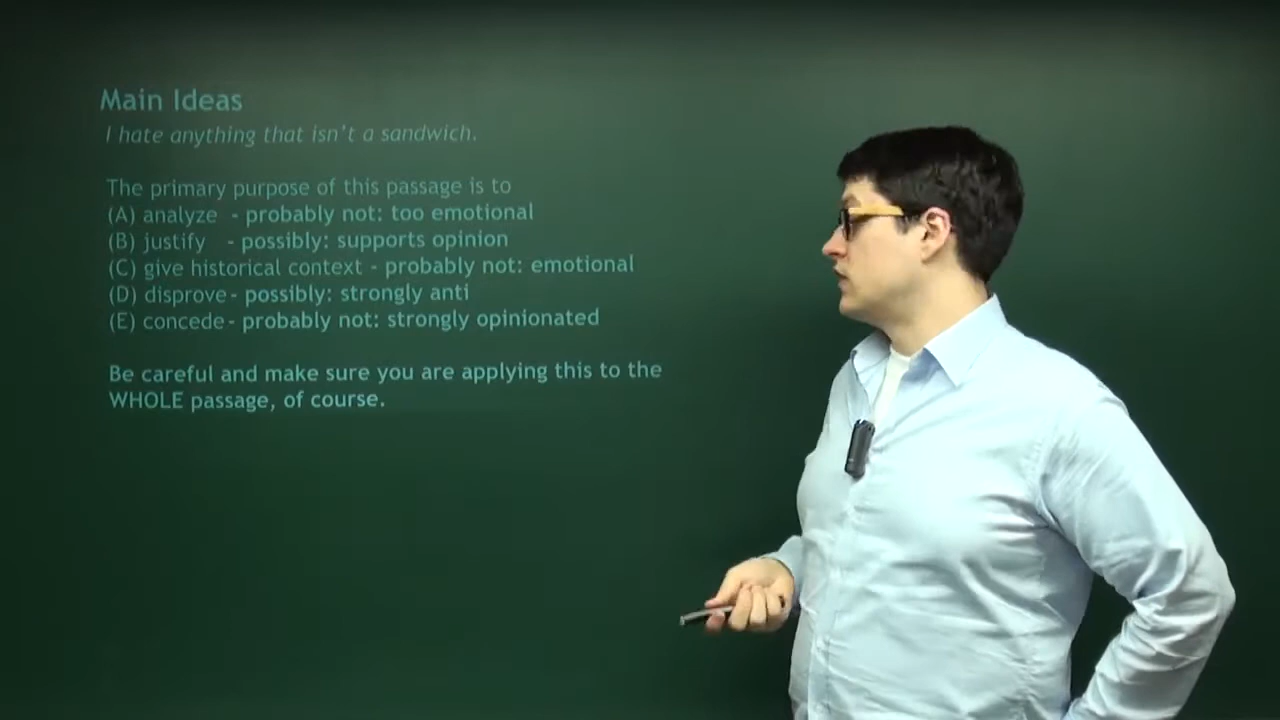 Main Ideas
I hate anything that isn't a sandwich.
The primary purpose of this passage is to
(A) analyze - probably not: too emotional
(B) justify - possibly: supports opinion
(C) give historical context - probably not: emotional
(D) disprove - possibly: strongly anti
(E) concede - probably not: strongly opinionated
Be careful and make sure you are applying this to the
WHOLE passage, of course.